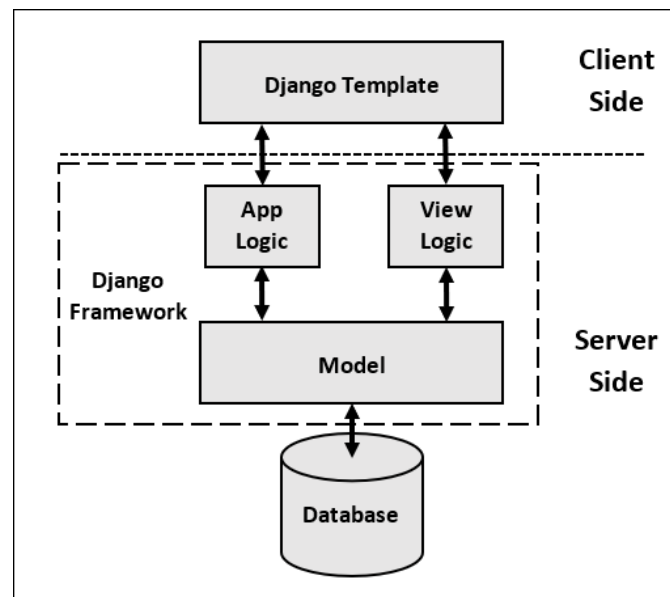 Django Template
Client
Side
App
Logic
View
Logic
Django
Framework
Model
Server
Side
Database